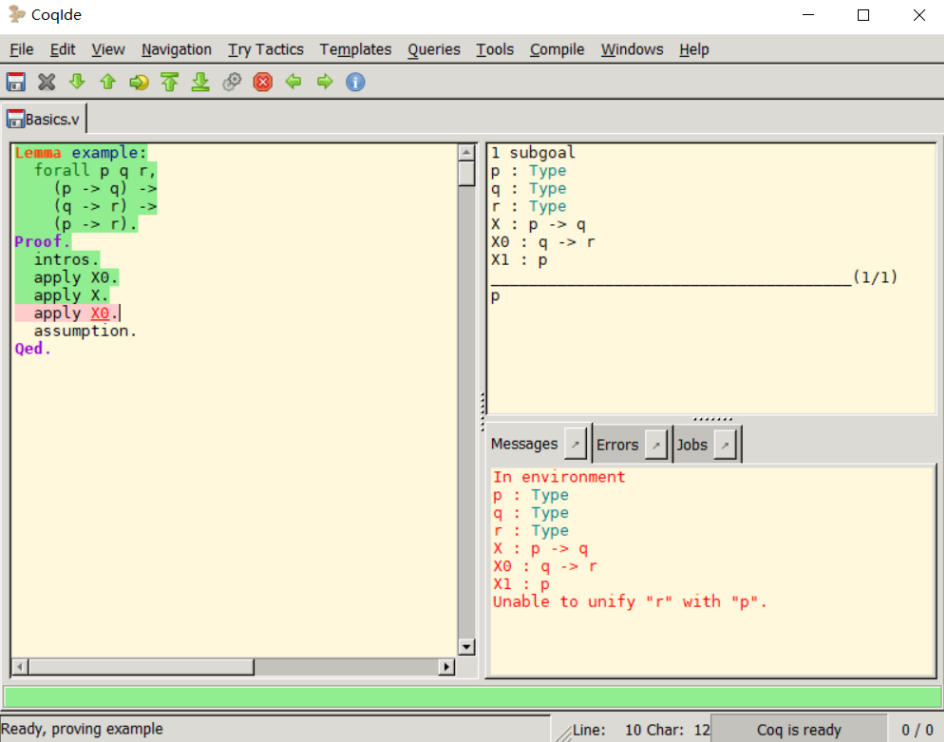 CoqIde
File Edit View Navigation Try Tactics Templates Queries Tools Compile Windows Help
Basics.v
Lemma example:
  forall p q r,
    (p -> q) ->
    (q -> r) ->
    (p -> r).
Proof.
  intros.
  apply X0.
  apply X.
  apply X0.
  assumption.
Qed.
1 subgoal
p : Type
q : Type
r : Type
X : p -> q
X0 : q -> r
X1 : p
______________________________________(1/1)
p
Messages Errors Jobs
In environment
p : Type
q : Type
r : Type
X : p -> q
X0 : q -> r
X1 : p
Unable to unify "r" with "p".
Ready, proving example Line: 10 Char: 12 Coq is ready 0 / 0